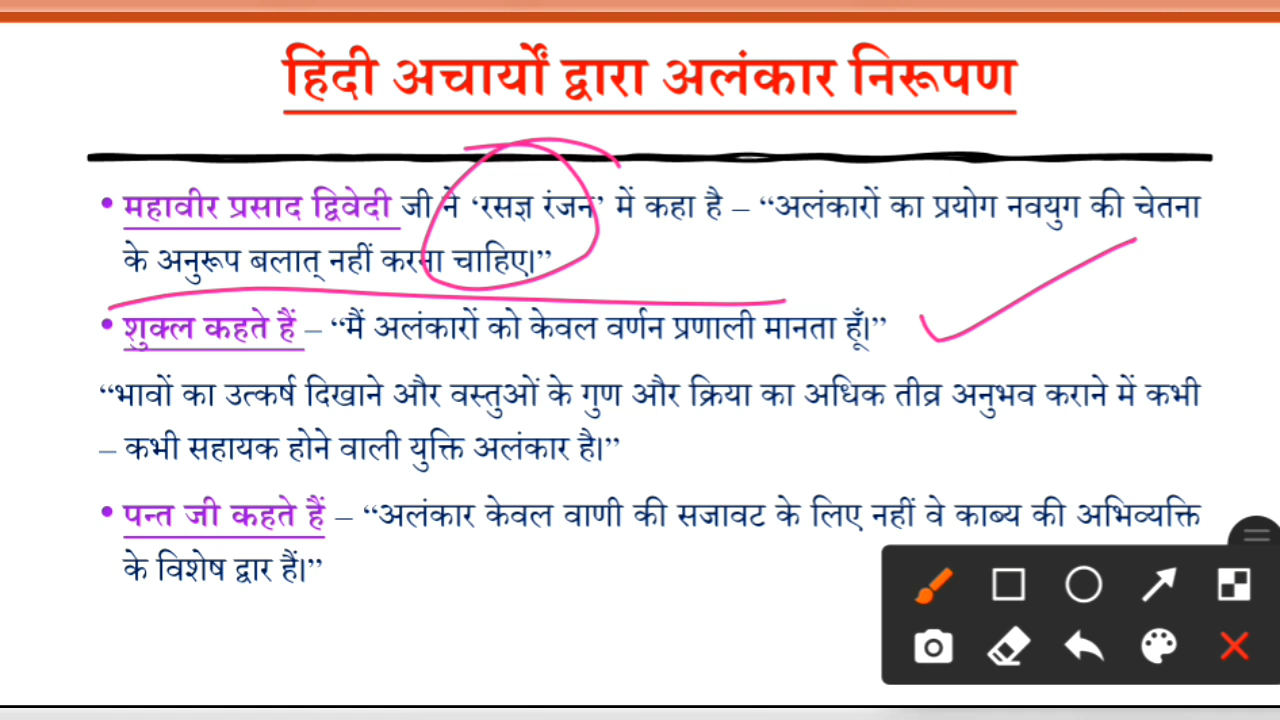 हिंदी अचार्यों द्वारा अलंकार निरूपण
• महावीर प्रसाद द्विवेदी जी ने ‘रसज्ञ रंजन’ में कहा है – “अलंकारों का प्रयोग नवयुग की चेतना
के अनुरूप बलात् नहीं करना चाहिए।”
• शुक्ल कहते हैं – “मैं अलंकारों को केवल वर्णन प्रणाली मानता हूँ।”
“भावों का उत्कर्ष दिखाने और वस्तुओं के गुण और क्रिया का अधिक तीव्र अनुभव कराने में कभी
– कभी सहायक होने वाली युक्ति अलंकार है।”
• पन्त जी कहते हैं – “अलंकार केवल वाणी की सजावट के लिए नहीं वे काब्य की अभिव्यक्ति
के विशेष द्वार हैं।”